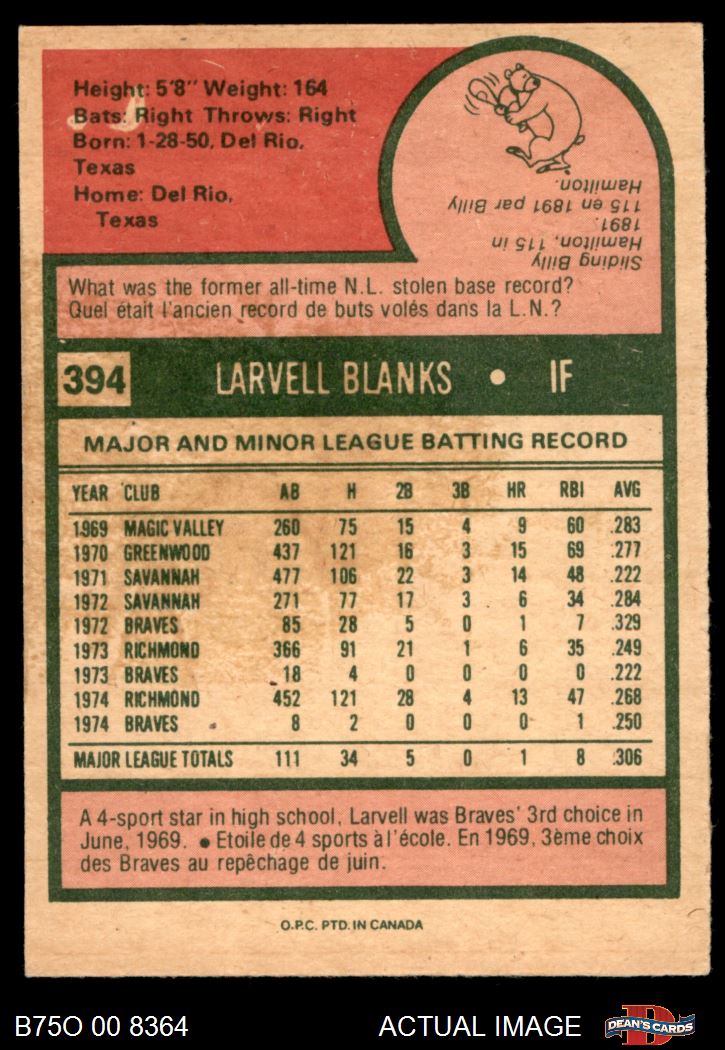 Height: 5'8" Weight: 164
Bats: Right Throws: Right
Born: 1-28-50, Del Rio,
Texas
Home: Del Rio,
Texas
Sliding Billy
Hamilton, 115 in
1891.
115 en 1891 par Billy
Hamilton.
What was the former all-time N.L. stolen base record?
Quel était l'ancien record de buts volés dans la L.N.?
394 LARVELL BLANKS • IF
MAJOR AND MINOR LEAGUE BATTING RECORD
YEAR CLUB AB H 2B 3B HR RBI AVG
1969 MAGIC VALLEY 260 75 15 4 9 60 .283
1970 GREENWOOD 437 121 16 3 15 69 .277
1971 SAVANNAH 477 106 22 3 14 48 .222
1972 SAVANNAH 271 77 17 3 6 34 .284
1972 BRAVES 85 28 5 0 1 7 .329
1973 RICHMOND 366 91 21 1 6 35 .249
1973 BRAVES 18 4 0 0 0 0 .222
1974 RICHMOND 452 121 28 4 13 47 .268
1974 BRAVES 8 2 0 0 0 1 .250
MAJOR LEAGUE TOTALS 111 34 5 0 1 8 .306
A 4-sport star in high school, Larvell was Braves' 3rd choice in
June, 1969. • Etoile de 4 sports à l'école. En 1969, 3ème choix
des Braves au repêchage de juin.
O.P.C. PTD. IN CANADA
B75O 00 8364 ACTUAL IMAGE D DEAN'S CARDS